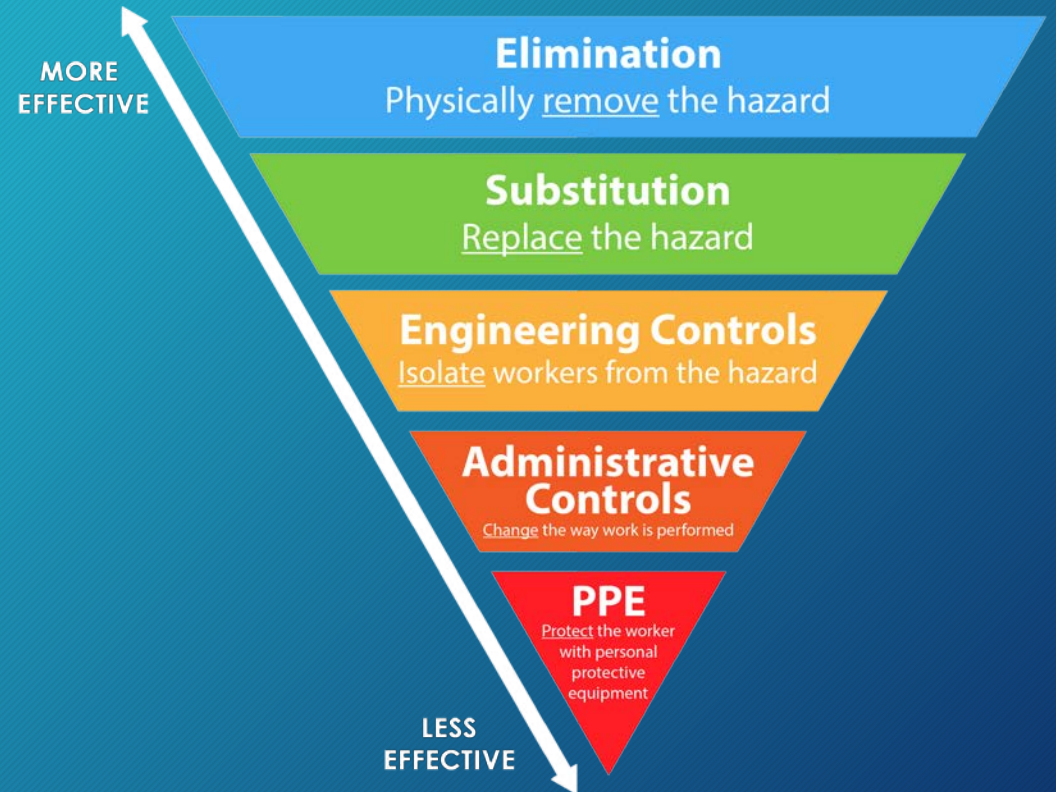 MORE
EFFECTIVE
Elimination
Physically remove the hazard
Substitution
Replace the hazard
Engineering Controls
Isolate workers from the hazard
Administrative
Controls
Change the way work is performed
PPE
Protect the worker
with personal
protective
equipment
LESS
EFFECTIVE